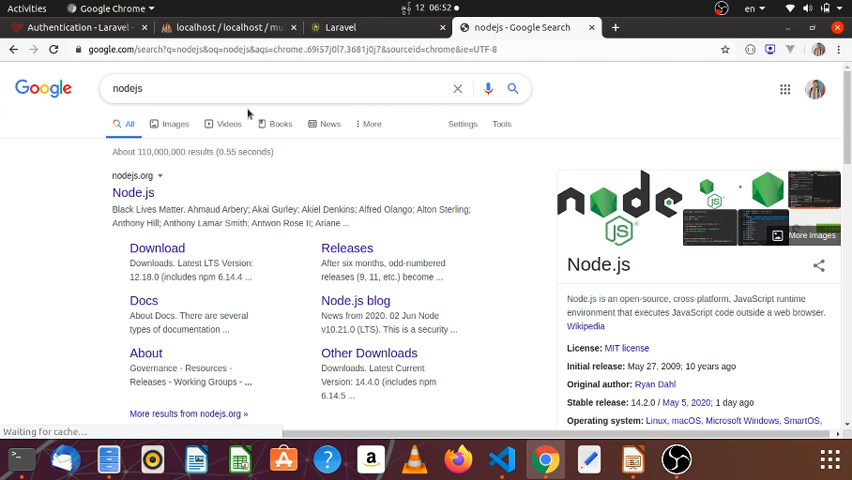 Activities
Google Chrome
12 06:52
en
Authentication - Laravel -
localhost / localhost / mu
Laravel
nodejs - Google Search
google.com/search?q=nodejs&oq=nodejs&aqs=chrome..69i57j0l7.3681j0j7&sourceid=chrome&ie=UTF-8
Google
nodejs
All
Images
Videos
Books
News
More
Settings
Tools
About 110,000,000 results (0.55 seconds)
nodejs.org
Node.js
Black Lives Matter. Ahmaud Arbery; Akai Gurley; Akiel Denkins; Alfred Olango; Alton Sterling;
Anthony Hill; Anthony Lamar Smith; Antwon Rose II; Ariane ...
Download
Downloads. Latest LTS Version:
12.18.0 (includes npm 6.14.4 ...
Releases
After six months, odd-numbered
releases (9, 11, etc.) become ...
Docs
About Docs. There are several
types of documentation ...
Node.js blog
News from 2020. 02 Jun Node
v10.21.0 (LTS). This is a security ...
About
Governance - Resources -
Releases - Working Groups - ...
Other Downloads
Downloads. Latest Current
Version: 14.4.0 (includes npm
6.14.5 ...
More results from nodejs.org »
node
JS
More images
Node.js
Node.js is an open-source, cross-platform, JavaScript runtime
environment that executes JavaScript code outside a web browser.
Wikipedia
License: MIT license
Initial release: May 27, 2009; 10 years ago
Original author: Ryan Dahl
Stable release: 14.2.0 / May 5, 2020; 1 day ago
Operating system: Linux, macOS, Microsoft Windows, SmartOS,
Waiting for cache...